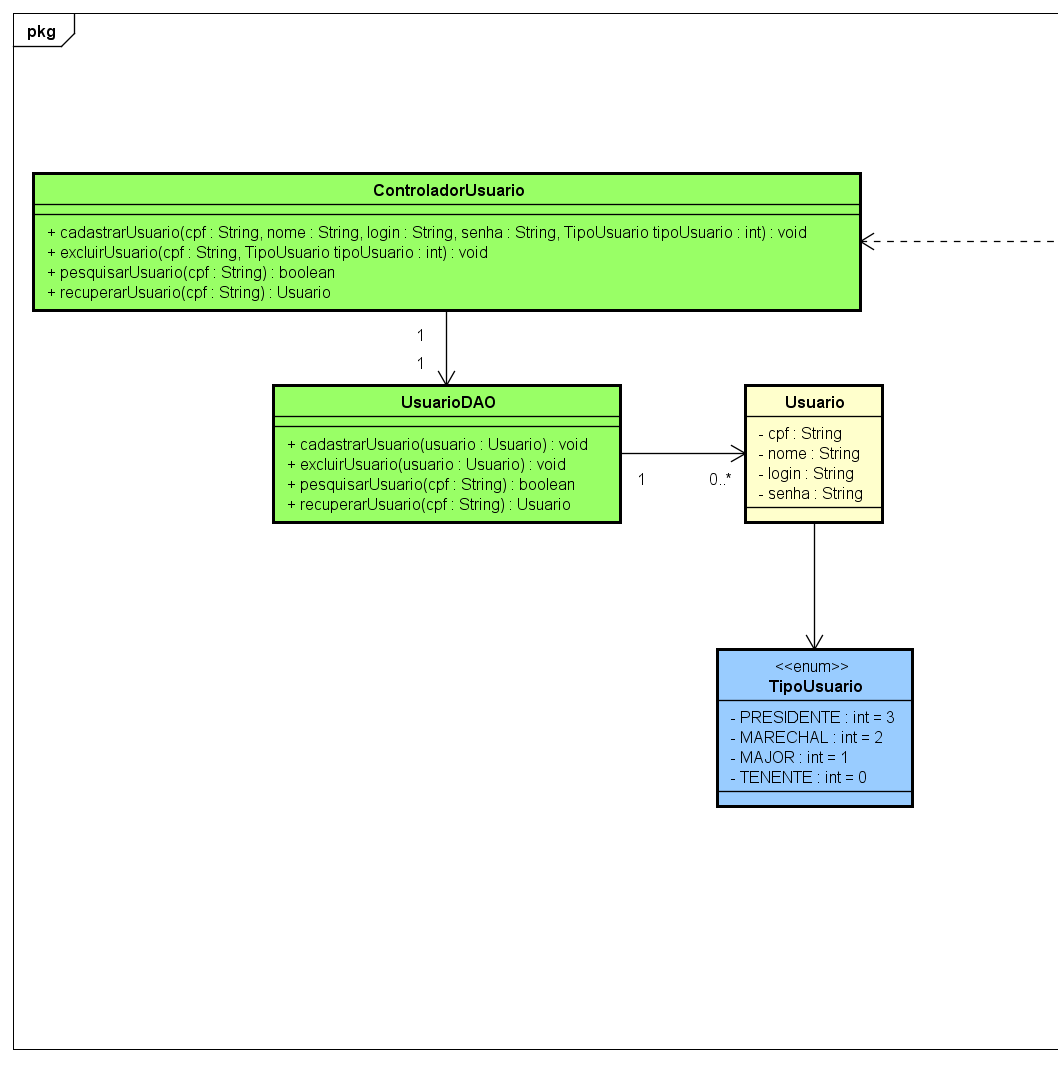 pkg
ControladorUsuario
+ cadastrarUsuario(cpf : String, nome : String, login : String, senha : String, TipoUsuario tipoUsuario : int) : void
+ excluirUsuario(cpf : String, TipoUsuario tipoUsuario : int) : void
+ pesquisarUsuario(cpf : String) : boolean
+ recuperarUsuario(cpf : String) : Usuario
1
1
UsuarioDAO
+ cadastrarUsuario(usuario : Usuario) : void
+ excluirUsuario(usuario : Usuario) : void
+ pesquisarUsuario(cpf : String) : boolean
+ recuperarUsuario(cpf : String) : Usuario
1
0..*
Usuario
- cpf : String
- nome : String
- login : String
- senha : String
<<enum>>
TipoUsuario
- PRESIDENTE : int = 3
- MARECHAL : int = 2
- MAJOR : int = 1
- TENENTE : int = 0